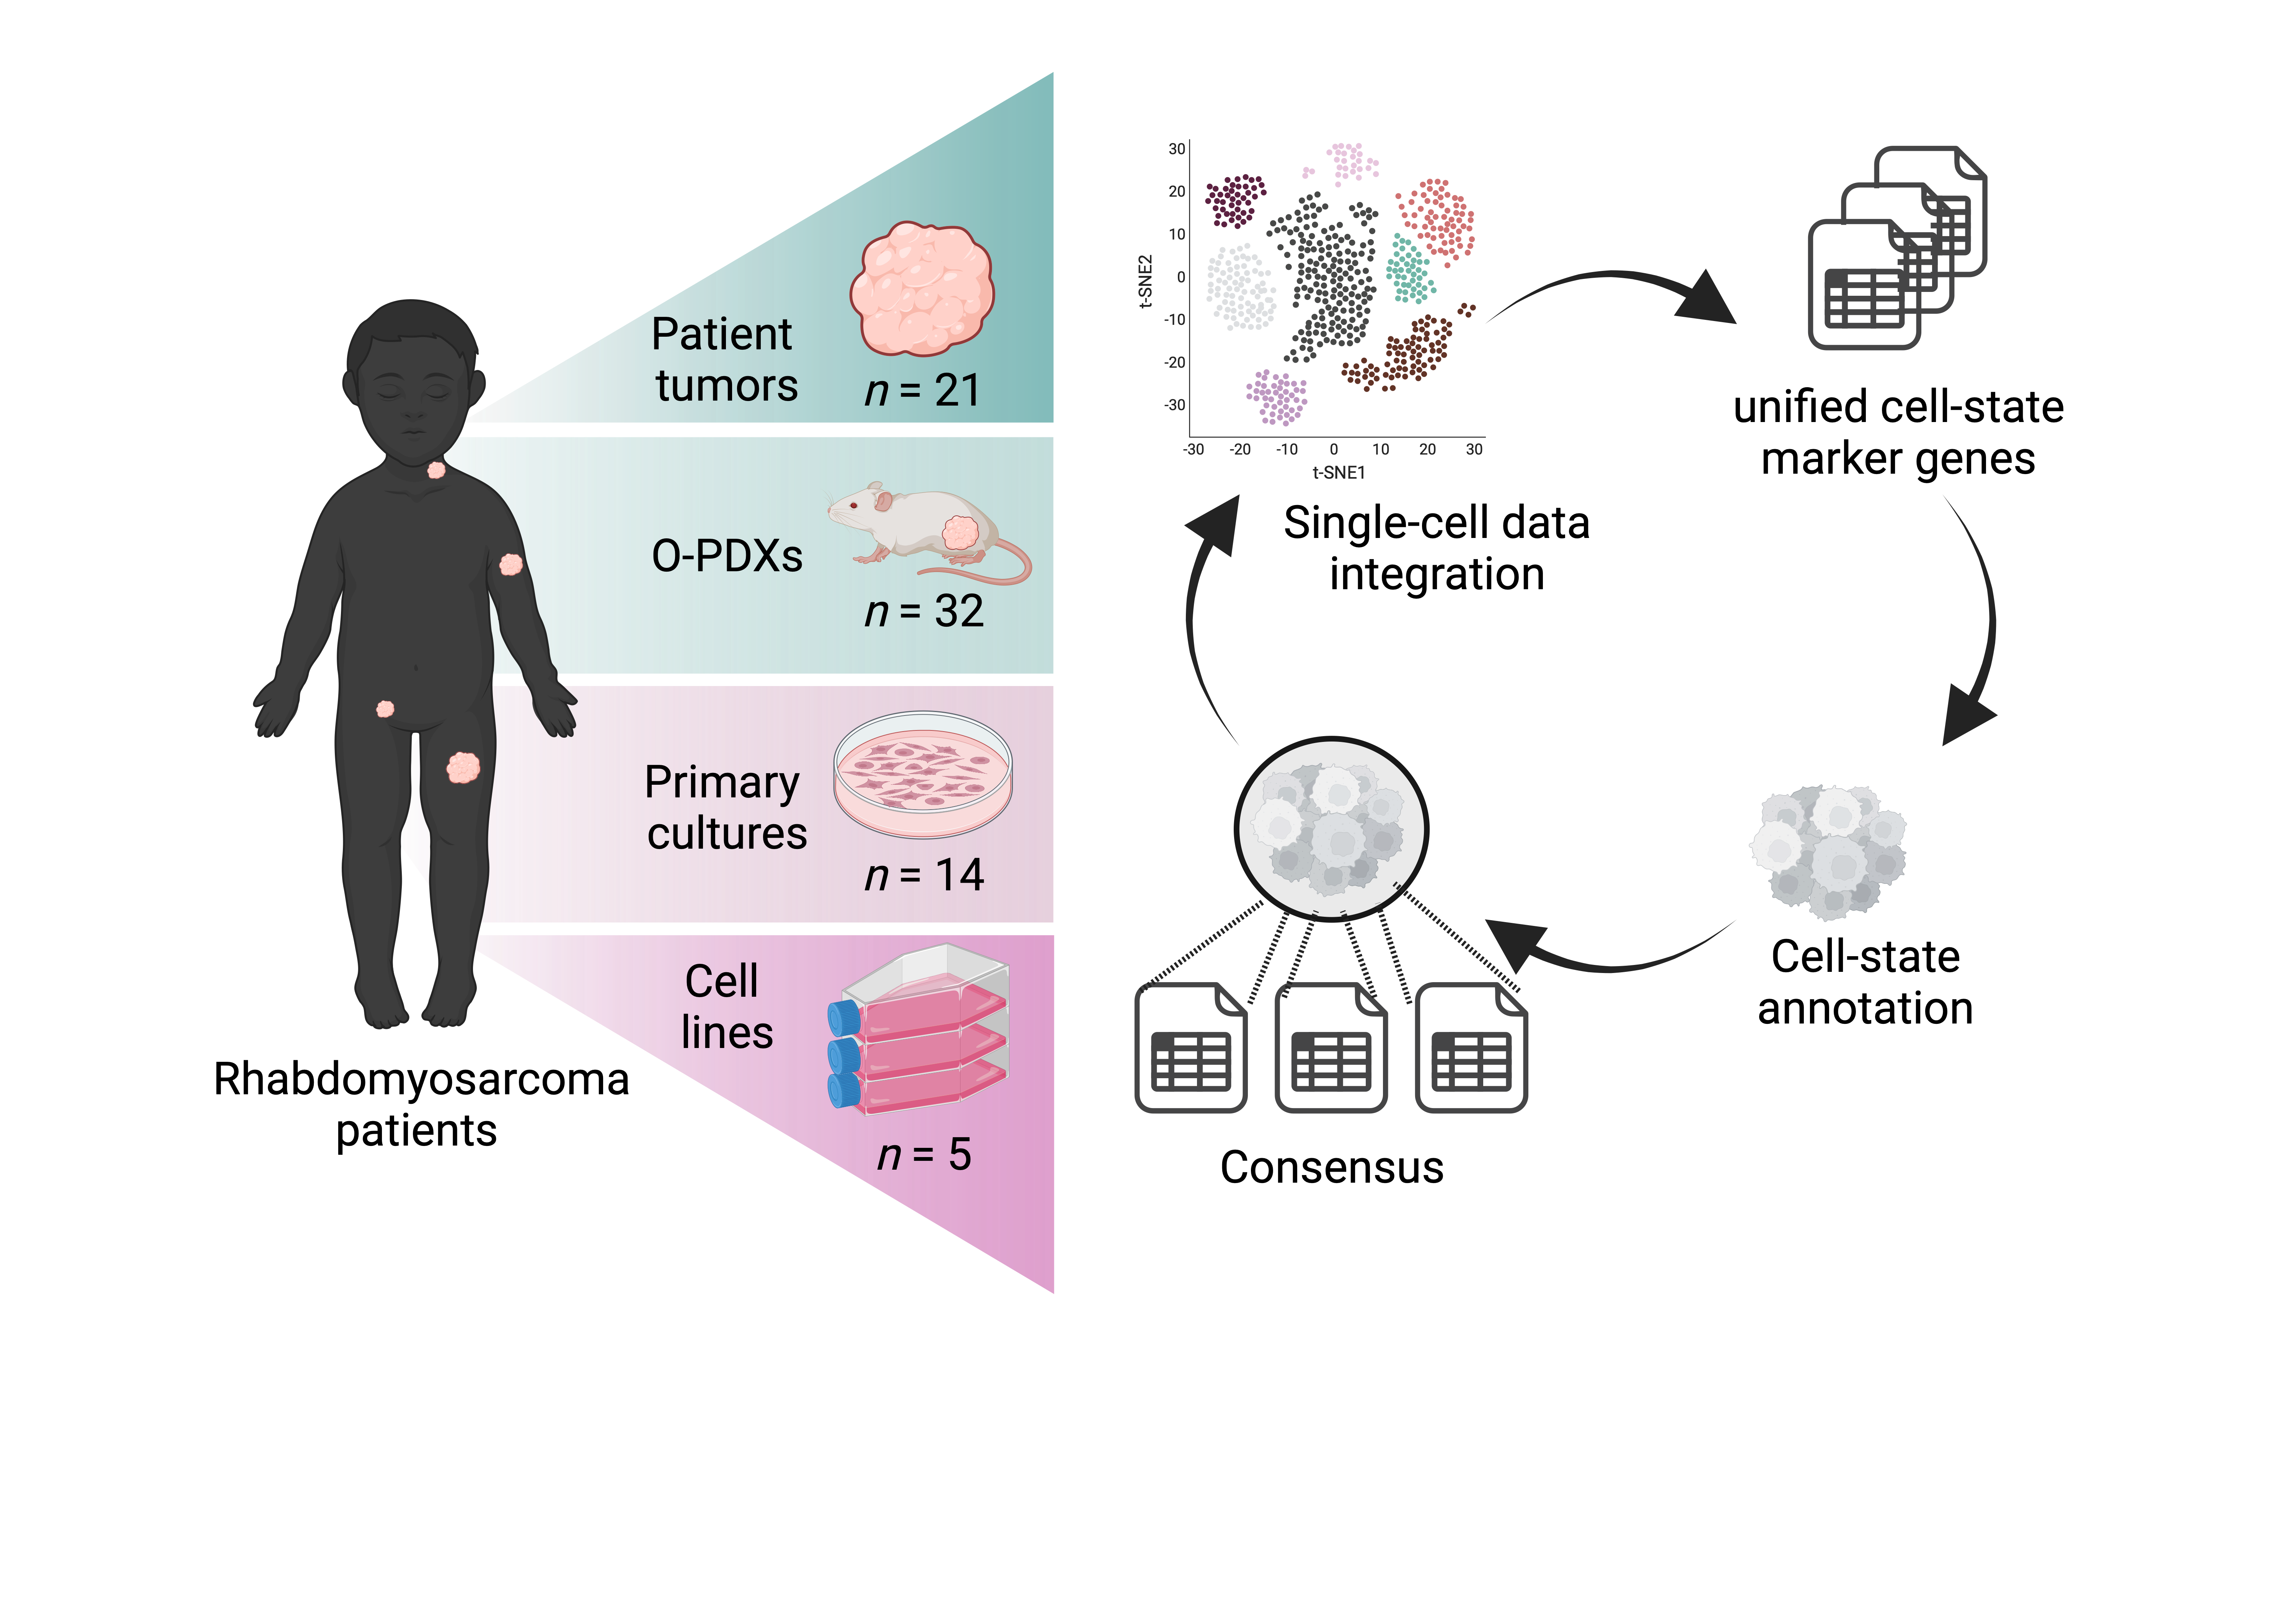 Patient
tumors
n = 21
O-PDXs
n = 32
Primary
cultures
n = 14
Cell
lines
n = 5
Rhabdomyosarcoma
patients
30
20
10
0
-10
-20
-30
t-SNE2
-30 -20 -10 0 10 20 30
t-SNE1
Single-cell data
integration
unified cell-state
marker genes
Cell-state
annotation
Consensus